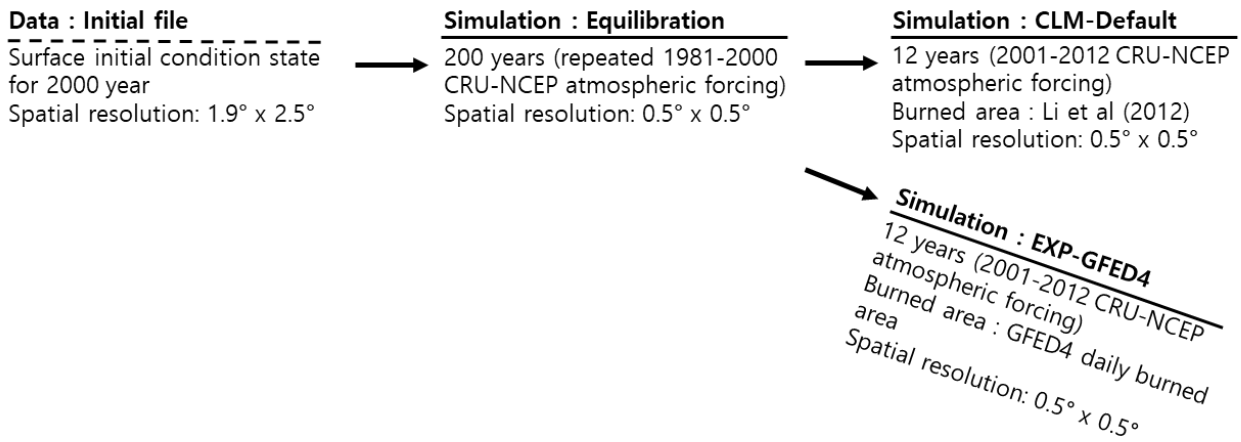 Data : Initial file
Surface initial condition state
for 2000 year
Spatial resolution: 1.9° x 2.5°
Simulation : Equilibration
200 years (repeated 1981-2000
CRU-NCEP atmospheric forcing)
Spatial resolution: 0.5° x 0.5°
Simulation : CLM-Default
12 years (2001-2012 CRU-NCEP
atmospheric forcing)
Burned area : Li et al (2012)
Spatial resolution: 0.5° x 0.5°
Simulation : EXP-GFED4
12 years (2001-2012 CRU-NCEP
atmospheric forcing)
Burned area : GFED4 daily burned
area
Spatial resolution: 0.5° x 0.5°